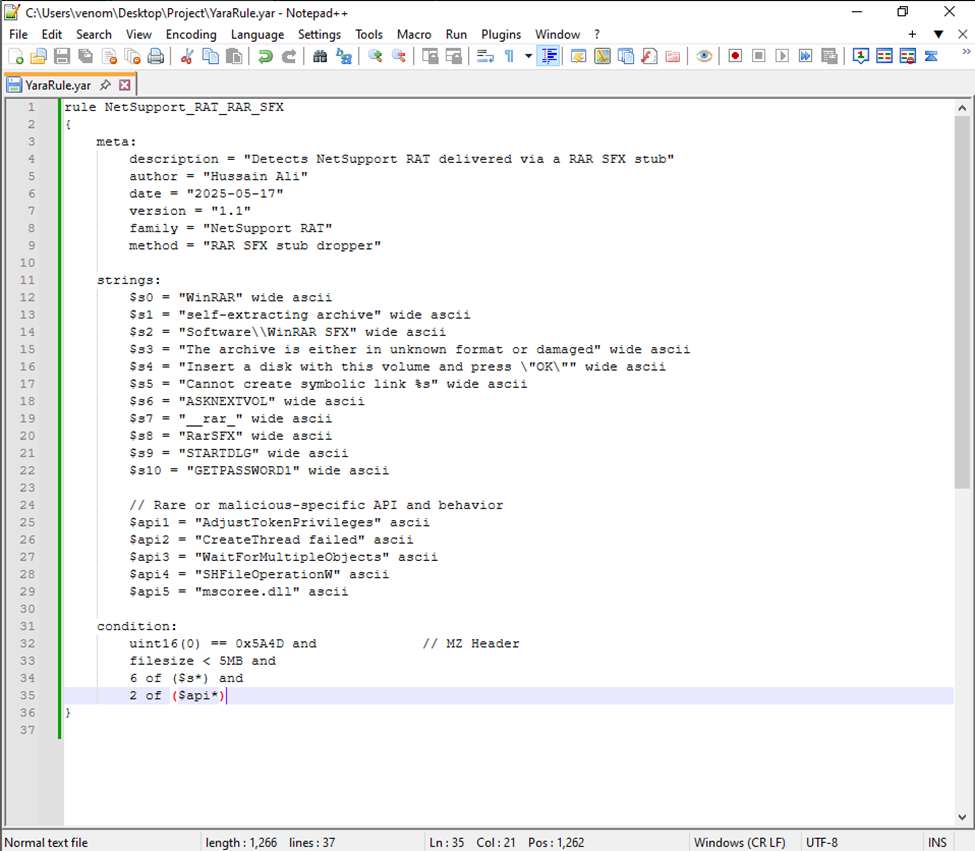 C:\Users\venom\Desktop\Project\YaraRule.yar - Notepad++
File Edit Search View Encoding Language Settings Tools Macro Run Plugins Window ?
YaraRule.yar
1 rule NetSupport_RAT_RAR_SFX
2 {
3     meta:
4         description = "Detects NetSupport RAT delivered via a RAR SFX stub"
5         author = "Hussain Ali"
6         date = "2025-05-17"
7         version = "1.1"
8         family = "NetSupport RAT"
9         method = "RAR SFX stub dropper"
10
11     strings:
12         $s0 = "WinRAR" wide ascii
13         $s1 = "self-extracting archive" wide ascii
14         $s2 = "Software\\WinRAR SFX" wide ascii
15         $s3 = "The archive is either in unknown format or damaged" wide ascii
16         $s4 = "Insert a disk with this volume and press \"OK\"" wide ascii
17         $s5 = "Cannot create symbolic link %s" wide ascii
18         $s6 = "ASKNEXTVOL" wide ascii
19         $s7 = "__rar_" wide ascii
20         $s8 = "RarSFX" wide ascii
21         $s9 = "STARTDLG" wide ascii
22         $s10 = "GETPASSWORD1" wide ascii
23
24         // Rare or malicious-specific API and behavior
25         $api1 = "AdjustTokenPrivileges" ascii
26         $api2 = "CreateThread failed" ascii
27         $api3 = "WaitForMultipleObjects" ascii
28         $api4 = "SHFileOperationW" ascii
29         $api5 = "mscoree.dll" ascii
30
31     condition:
32         uint16(0) == 0x5A4D and             // MZ Header
33         filesize < 5MB and
34         6 of ($s*) and
35         2 of ($api*)
36 }
37
Normal text file length : 1,266 lines : 37 Ln : 35 Col : 21 Pos : 1,262 Windows (CR LF) UTF-8 INS